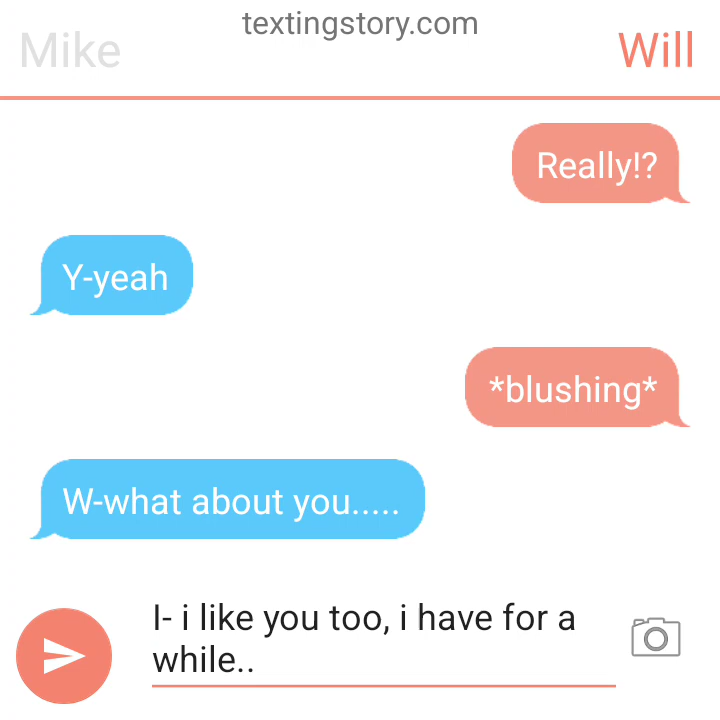 textingstory.com
Mike
Will
Really!?
Y-yeah
*blushing*
W-what about you.....
I- i like you too, i have for a
while..